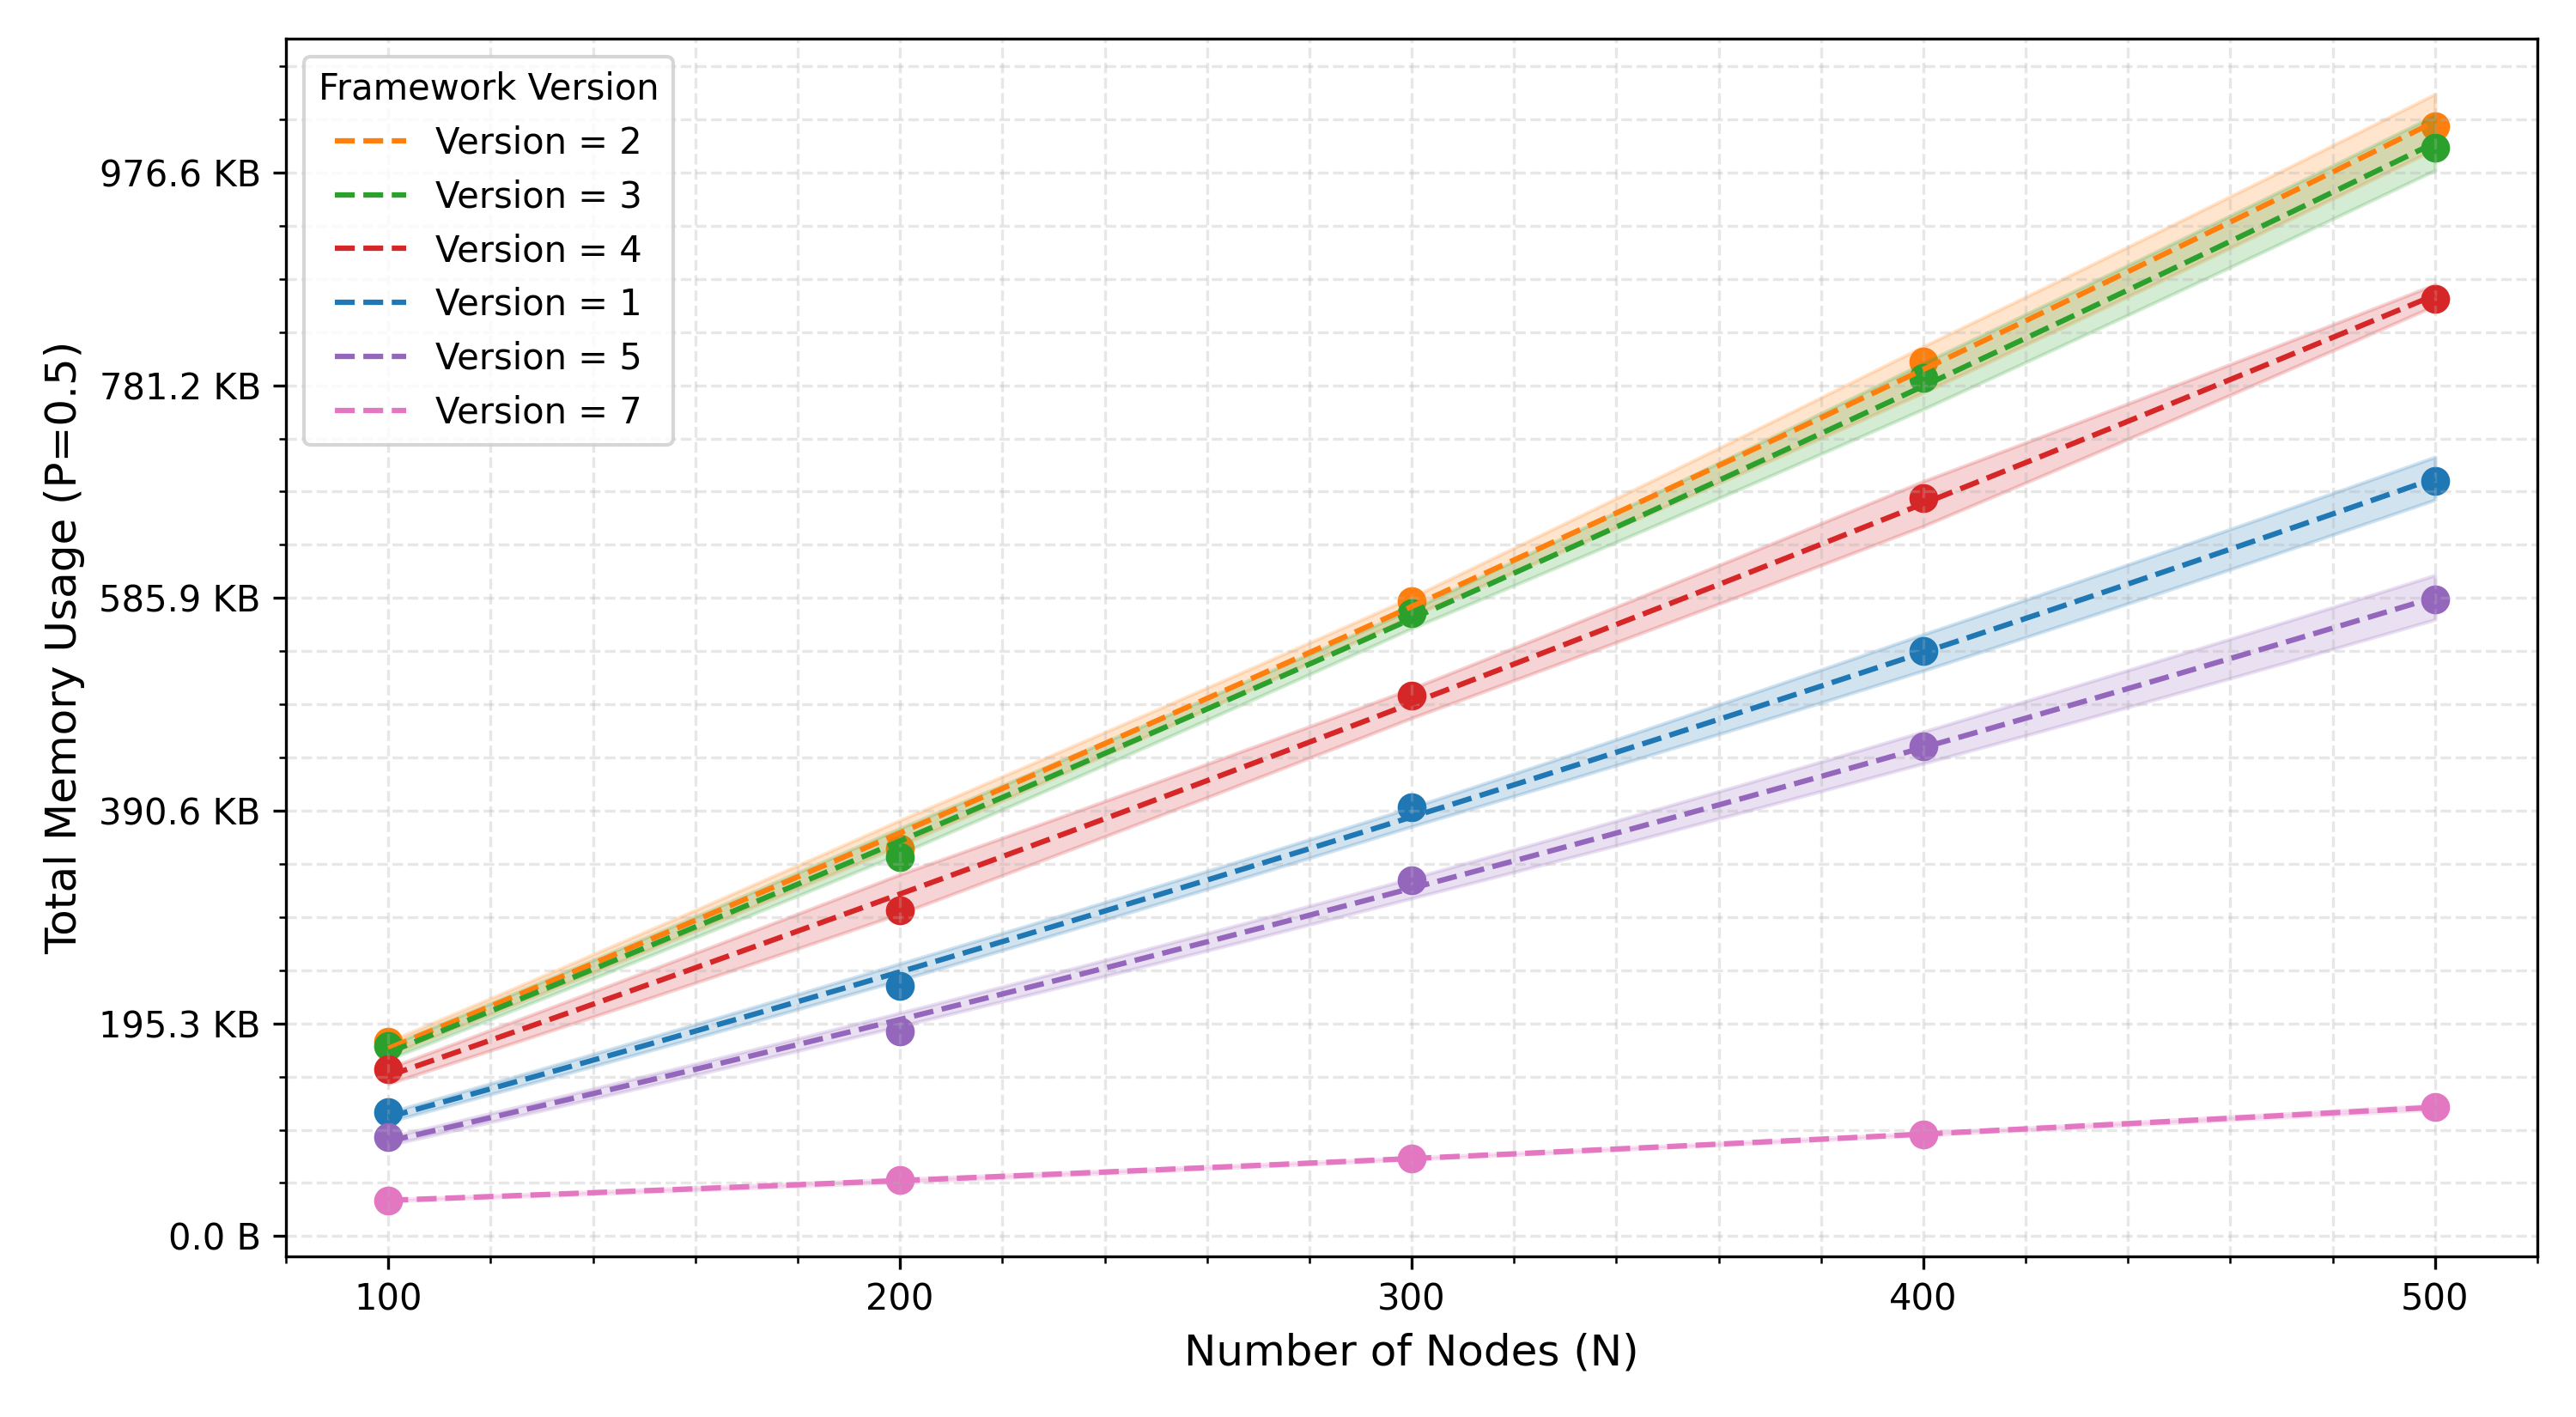 Framework Version
Version = 2
Version = 3
Version = 4
Version = 1
Version = 5
Version = 7
Total Memory Usage (P=0.5)
976.6 KB
781.2 KB
585.9 KB
390.6 KB
195.3 KB
0.0 B
100 200 300 400 500
Number of Nodes (N)